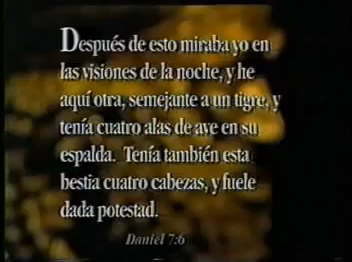 Después de esto miraba yo en
las visiones de la noche, y he
aquí otra, semejante a un tigre, y
tenía cuatro alas de ave en su
espalda. Tenía también esta
bestia cuatro cabezas, y fuele
dada potestad.
Daniel 7:6